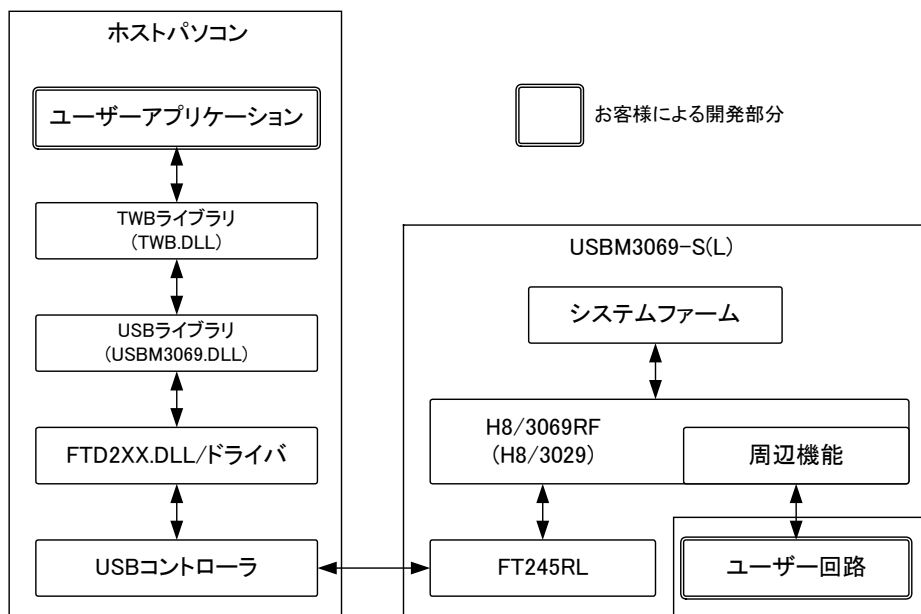 ホストパソコン
ユーザーアプリケーション
TWBライブラリ
(TWB.DLL)
USBライブラリ
(USBM3069.DLL)
FTD2XX.DLL/ドライバ
USBコントローラ
お客様による開発部分
USBM3069-S(L)
システムファーム
H8/3069RF
(H8/3029)
周辺機能
FT245RL
ユーザー回路